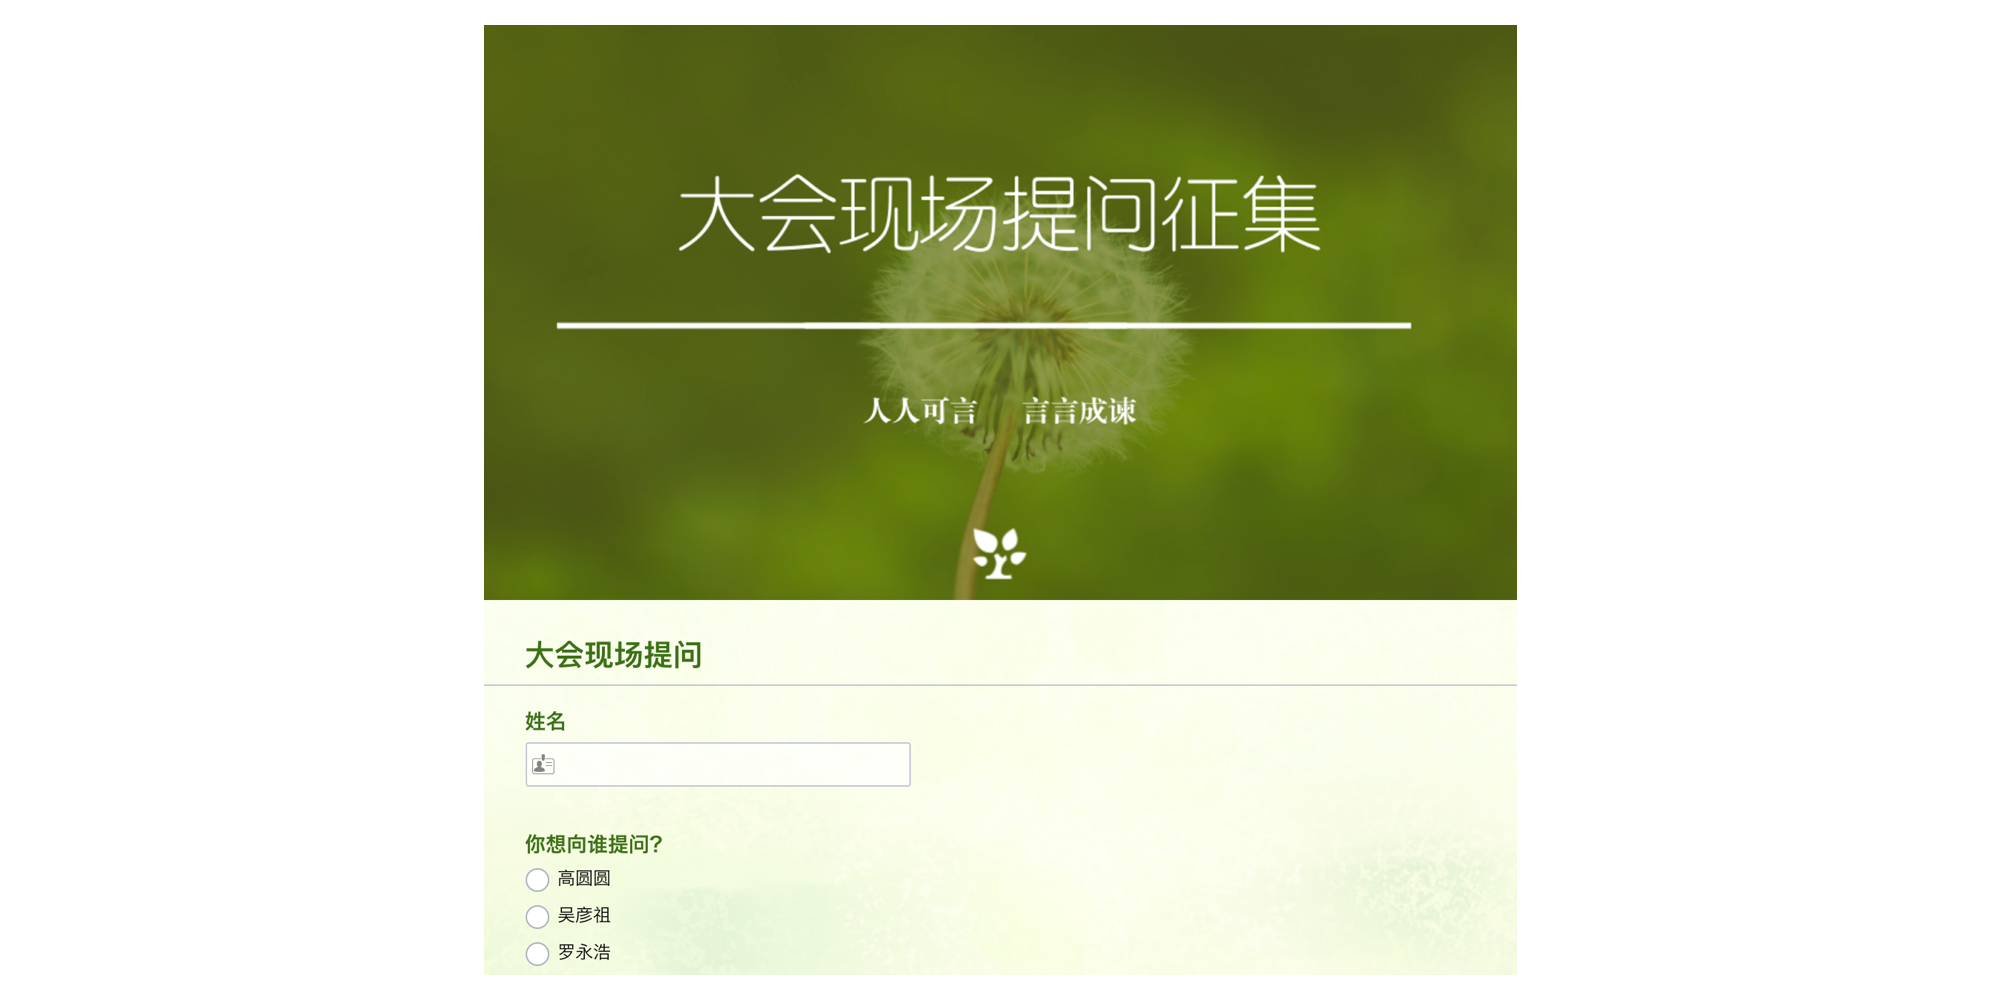 大会现场提问征集
人人可言 言言成谏
大会现场提问
姓名
你想向谁提问?
高圆圆
吴彦祖
罗永浩